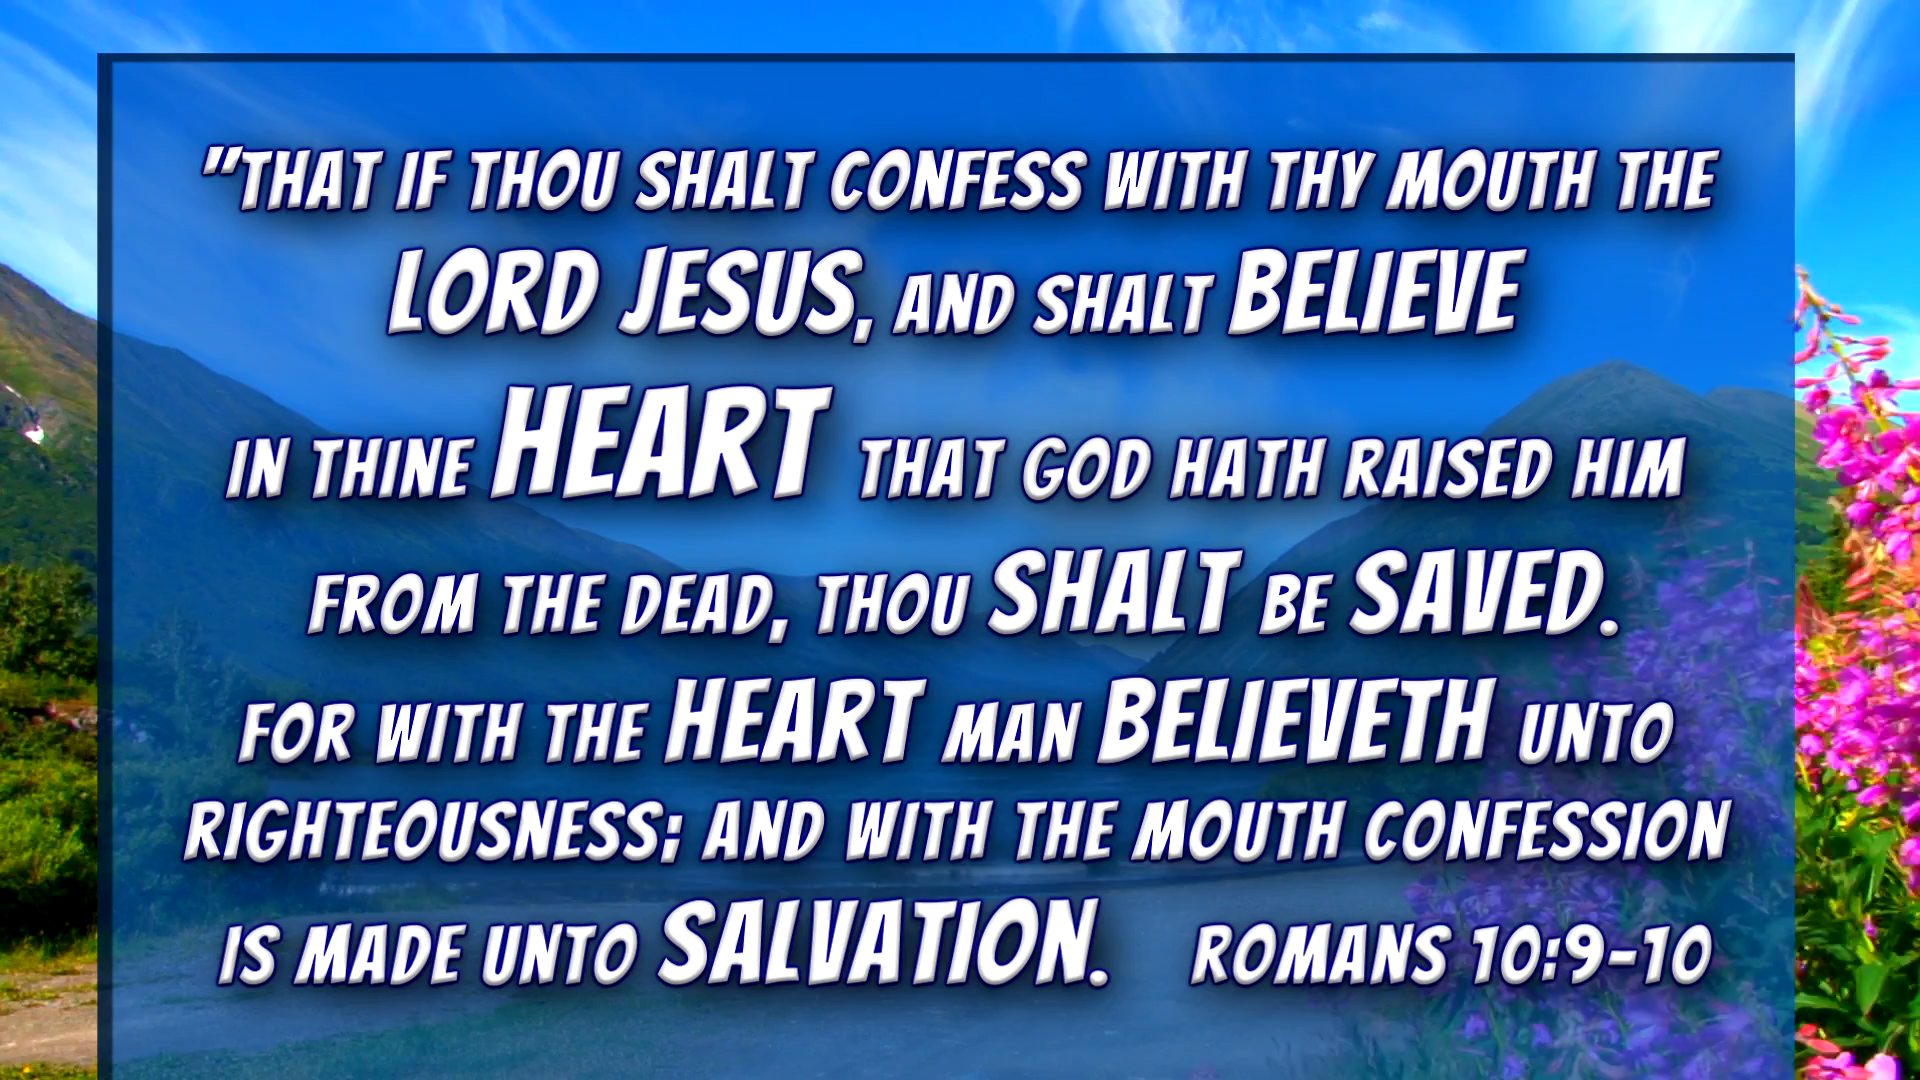 "THAT IF THOU SHALT CONFESS WITH THY MOUTH THE
LORD JESUS, AND SHALT BELIEVE
IN THINE HEART THAT GOD HATH RAISED HIM
FROM THE DEAD, THOU SHALT BE SAVED.
FOR WITH THE HEART MAN BELIEVETH UNTO
RIGHTEOUSNESS; AND WITH THE MOUTH CONFESSION
IS MADE UNTO SALVATION. ROMANS 10:9-10